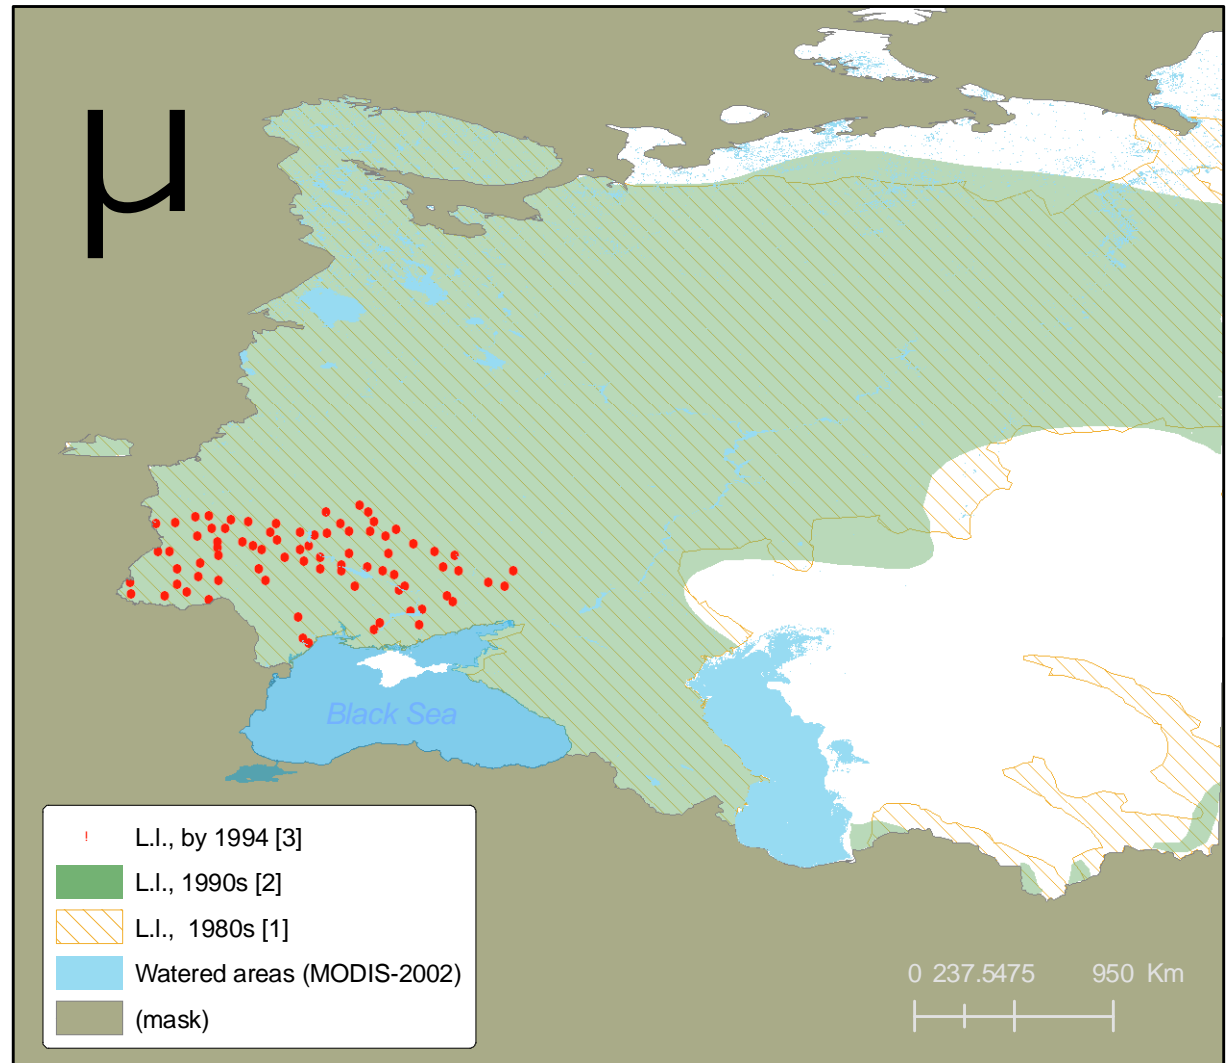 µ
Black Sea
! L.I., by 1994 [3]
L.I., 1990s [2]
L.I., 1980s [1]
Watered areas (MODIS-2002)
(mask)
0 237.5475 950 Km